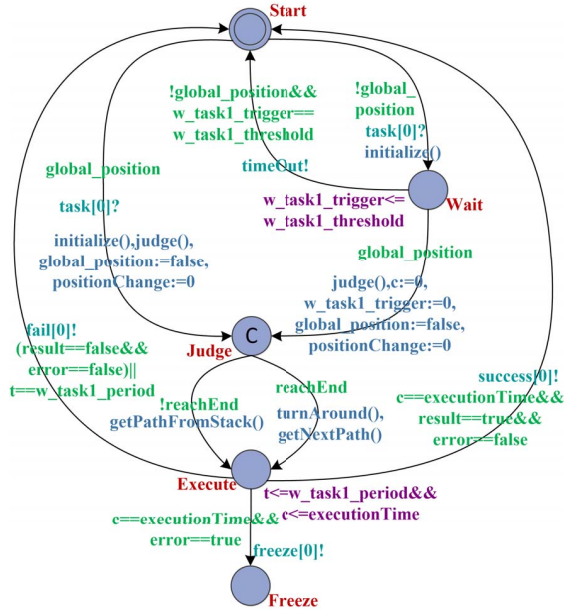 Start
!global_position&&
w_task1_trigger==
w_task1_threshold
timeOut!
!global_
position
task[0]?
initialize()
global_position
task[0]?
initialize(),judge(),
global_position:=false,
positionChange:=0
w_task1_trigger<=
w_task1_threshold
Wait
global_position
judge(),c:=0,
w_task1_trigger:=0,
global_position:=false,
positionChange:=0
C
Judge
fail[0]!
(result==false&&
error==false)||
t==w_task1_period
!reachEnd
getPathFromStack()
reachEnd
turnAround(),
getNextPath()
success[0]!
c==executionTime&&
result==true&&
error==false
Execute
t<=w_task1_period&&
c<=executionTime
c==executionTime&&
error==true
freeze[0]!
Freeze